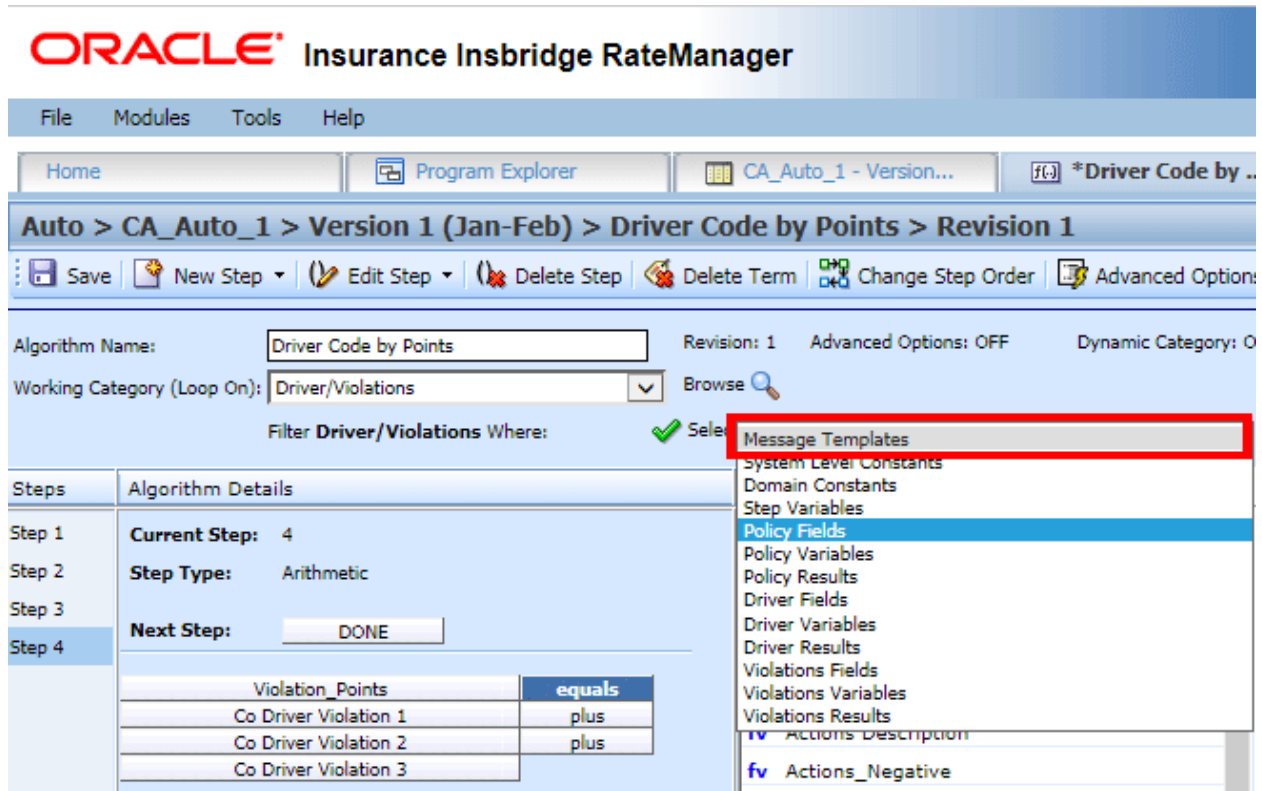 ORACLE Insurance Insbridge RateManager
File Modules Tools Help
Home Program Explorer CA_Auto_1 - Version... f(.) *Driver Code by ..
Auto > CA_Auto_1 > Version 1 (Jan-Feb) > Driver Code by Points > Revision 1
Save New Step Edit Step Delete Step Delete Term Change Step Order Advanced Options
Algorithm Name: Driver Code by Points Revision: 1 Advanced Options: OFF Dynamic Category: O
Working Category (Loop On): Driver/Violations Browse
Filter Driver/Violations Where: Selec
Message Templates
System Level Constants
Domain Constants
Step Variables
Policy Fields
Policy Variables
Policy Results
Driver Fields
Driver Variables
Driver Results
Violations Fields
Violations Variables
Violations Results
fv Actions Description
fv Actions_Negative
Steps Algorithm Details
Step 1
Step 2
Step 3
Step 4
Current Step: 4
Step Type: Arithmetic
Next Step: DONE
Violation_Points equals
Co Driver Violation 1 plus
Co Driver Violation 2 plus
Co Driver Violation 3